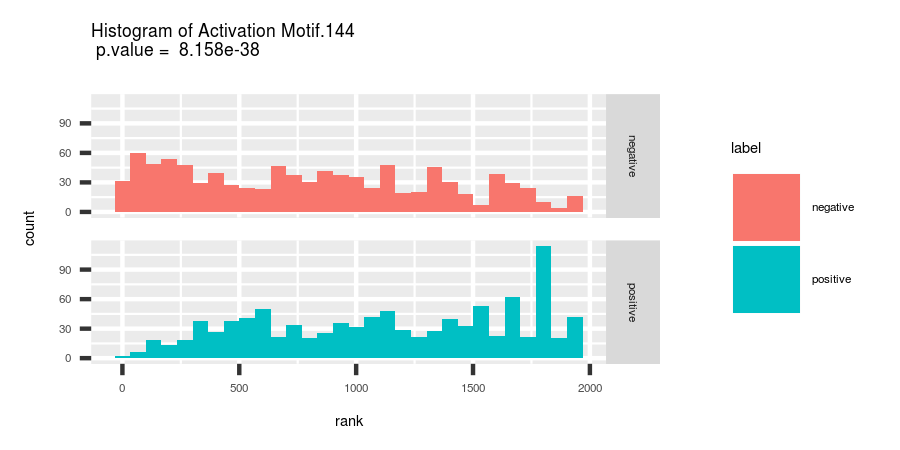 Histogram of Activation Motif.144
p.value = 8.158e-38
count
90
60
30
0
negative
90
60
30
0
positive
0 500 1000 1500 2000
rank
label
negative
positive